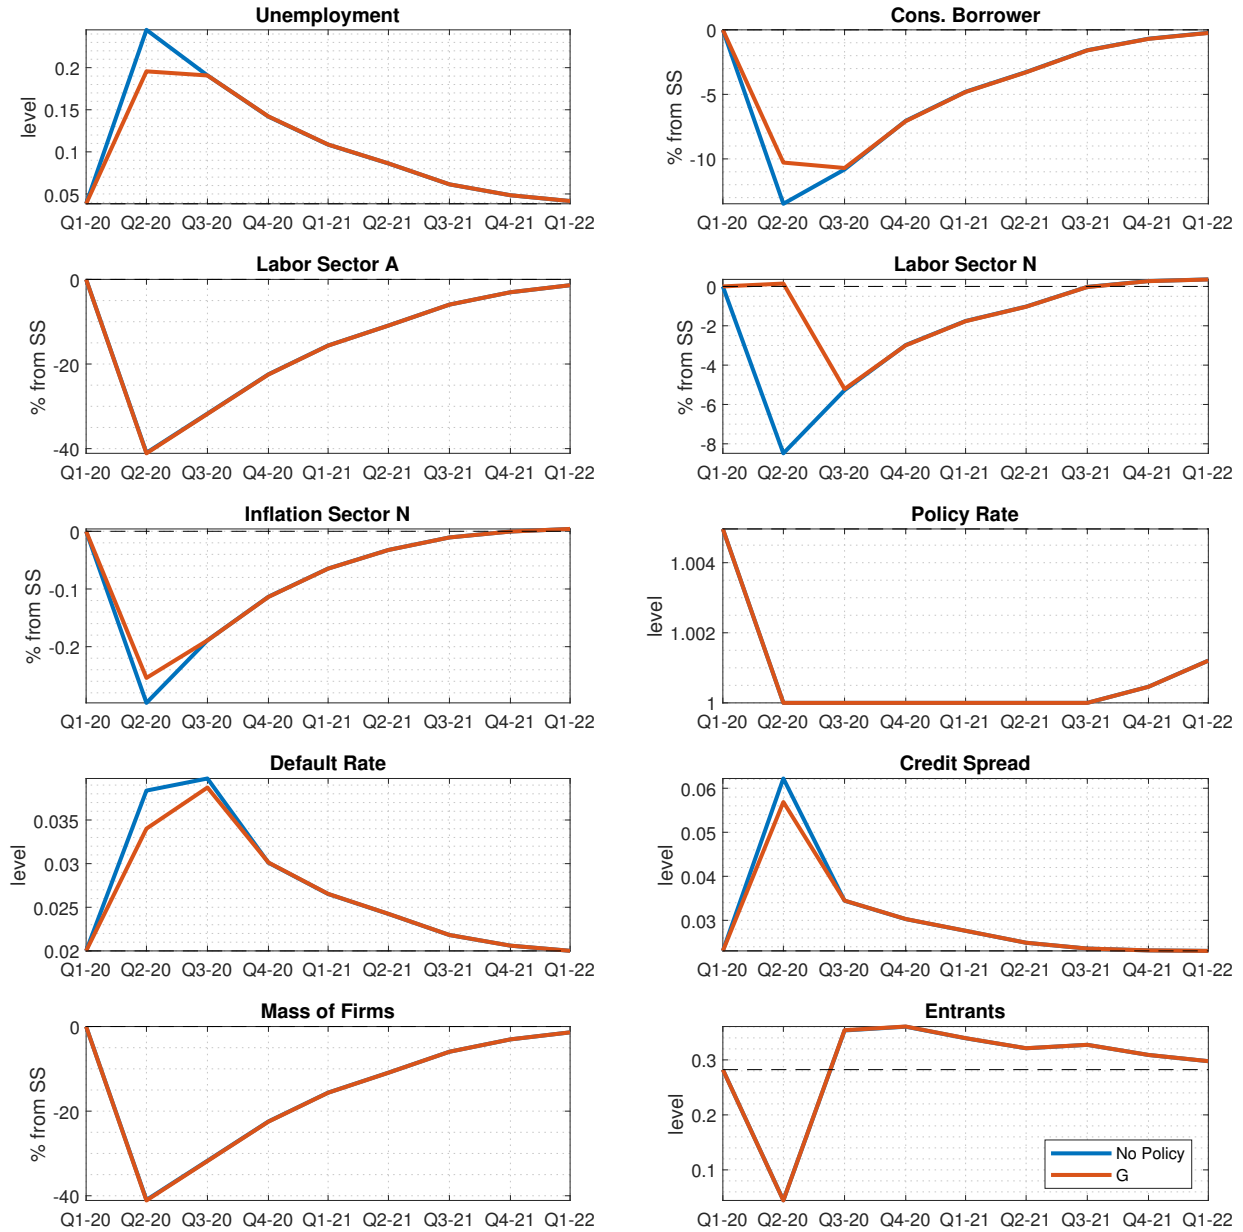 Unemployment
0.2
0.15
0.1
0.05
level
Q1-20 Q2-20 Q3-20 Q4-20 Q1-21 Q2-21 Q3-21 Q4-21 Q1-22
Cons. Borrower
0
-5
-10
% from SS
Q1-20 Q2-20 Q3-20 Q4-20 Q1-21 Q2-21 Q3-21 Q4-21 Q1-22
Labor Sector A
0
-20
-40
% from SS
Q1-20 Q2-20 Q3-20 Q4-20 Q1-21 Q2-21 Q3-21 Q4-21 Q1-22
Labor Sector N
0
-2
-4
-6
-8
% from SS
Q1-20 Q2-20 Q3-20 Q4-20 Q1-21 Q2-21 Q3-21 Q4-21 Q1-22
Inflation Sector N
0
-0.1
-0.2
% from SS
Q1-20 Q2-20 Q3-20 Q4-20 Q1-21 Q2-21 Q3-21 Q4-21 Q1-22
Policy Rate
1.004
1.002
1
level
Q1-20 Q2-20 Q3-20 Q4-20 Q1-21 Q2-21 Q3-21 Q4-21 Q1-22
Default Rate
0.035
0.03
0.025
0.02
level
Q1-20 Q2-20 Q3-20 Q4-20 Q1-21 Q2-21 Q3-21 Q4-21 Q1-22
Credit Spread
0.06
0.05
0.04
0.03
level
Q1-20 Q2-20 Q3-20 Q4-20 Q1-21 Q2-21 Q3-21 Q4-21 Q1-22
Mass of Firms
0
-20
-40
% from SS
Q1-20 Q2-20 Q3-20 Q4-20 Q1-21 Q2-21 Q3-21 Q4-21 Q1-22
Entrants
0.3
0.2
0.1
level
No Policy
G
Q1-20 Q2-20 Q3-20 Q4-20 Q1-21 Q2-21 Q3-21 Q4-21 Q1-22